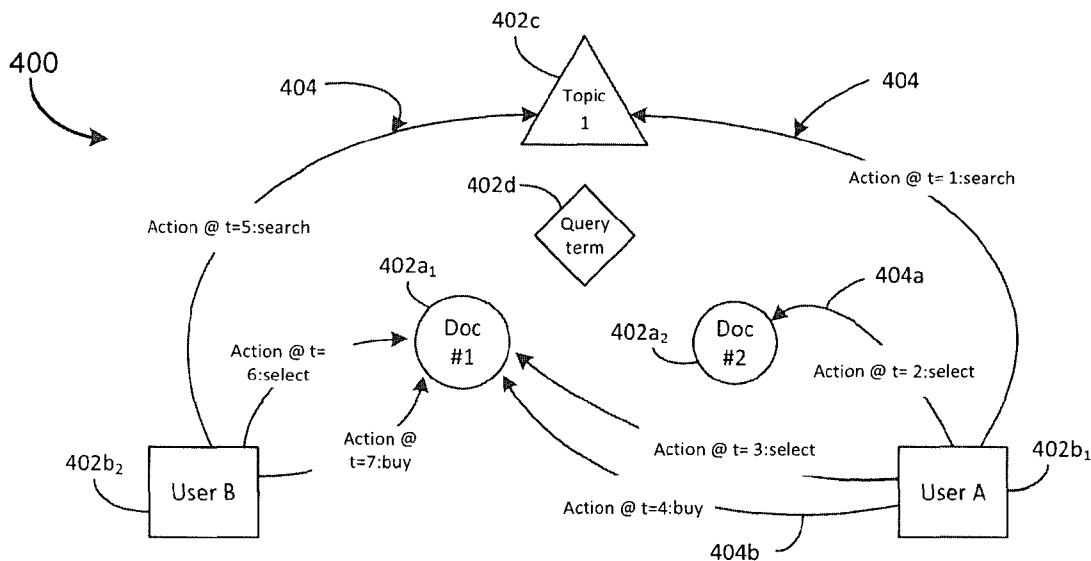 402c
400
404
Topic
1
404
402d
Action @ t= 1:search
Query
term
Action @ t=5:search
402a₁
404a
Doc
#1
402a₂
Doc
#2
Action @ t=
6:select
Action @ t= 2:select
Action @
t=7:buy
Action @ t= 3:select
402b₂
User B
User A
402b₁
Action @ t=4:buy
404b